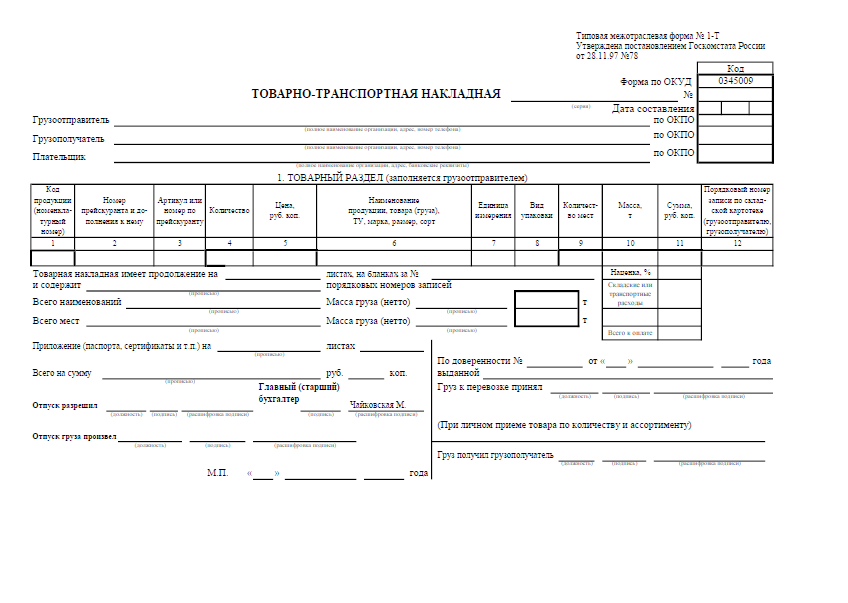 Типовая межотраслевая форма № 1-Т
Утверждена постановлением Госкомстата России
от 28.11.97 №78
Код
Форма по ОКУД 0345009
ТОВАРНО-ТРАНСПОРТНАЯ НАКЛАДНАЯ №
(серия)
Дата составления
Грузоотправитель по ОКПО
(полное наименование организации, адрес, номер телефона)
Грузополучатель по ОКПО
(полное наименование организации, адрес, номер телефона)
Плательщик по ОКПО
(полное наименование организации, адрес, банковские реквизиты)
1. ТОВАРНЫЙ РАЗДЕЛ (заполняется грузоотправителем)
Код продукции (номенкла- турный номер) Номер прейскуранта и до- полнения к нему Артикул или номер по прейскуранту Количество Цена, руб. коп. Наименование продукции, товара (груза), ТУ, марка, размер, сорт Единица измерения Вид упаковки Количест- во мест Масса, т Сумма, руб. коп. Порядковый номер записи по склад- ской картотеке (грузоотправителю, грузополучателю)
1 2 3 4 5 6 7 8 9 10 11 12
Товарная накладная имеет продолжение на листах, на бланках за № Наценка, %
и содержит порядковых номеров записей Складские или транспортные расходы
(прописью)
Всего наименований Масса груза (нетто) т
(прописью) (прописью)
Всего мест Масса груза (нетто) т
(прописью) (прописью)
Всего к оплате
Приложение (паспорта, сертификаты и т.п.) на листах
(прописью)
По доверенности № от « » года
Всего на сумму руб. коп. выданной
(прописью)
Главный (старший) Груз к перевозке принял
бухгалтер (должность) (подпись) (расшифровка подписи)
Отпуск разрешил Чайковская М.
(должность) (подпись) (расшифровка подписи) (подпись) (расшифровка подписи)
(При личном приеме товара по количеству и ассортименту)
Отпуск груза произвел
(должность) (подпись) (расшифровка подписи)
Груз получил грузополучатель
(должность) (подпись) (расшифровка подписи)
М.П. « » года